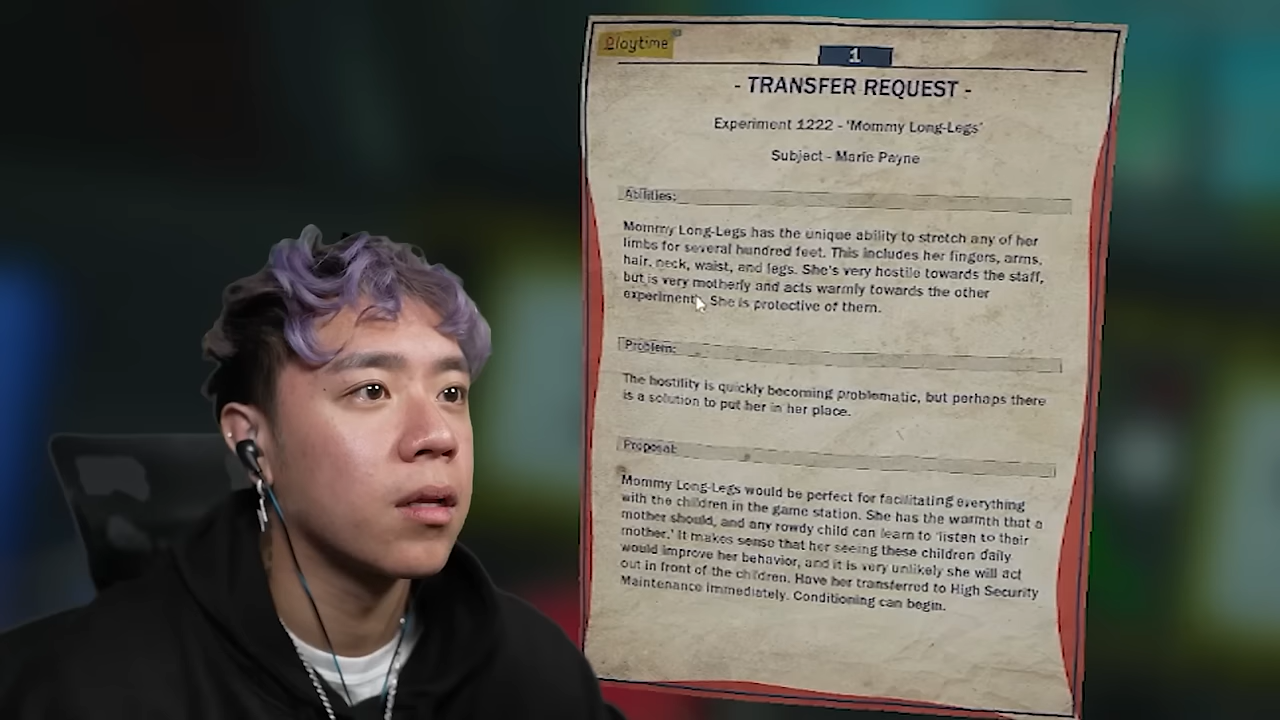 Playtime
1
- TRANSFER REQUEST -
Experiment 1222 - 'Mommy Long-Legs'
Subject - Marie Payne
Abilities:
Mommy Long-Legs has the unique ability to stretch any of her
limbs for several hundred feet. This includes her fingers, arms,
hair, neck, waist, and legs. She's very hostile towards the staff,
but is very motherly and acts warmly towards the other
experiments. She is protective of them.
Problem:
The hostility is quickly becoming problematic, but perhaps there
is a solution to put her in her place.
Proposal:
Mommy Long-Legs would be perfect for facilitating everything
with the children in the game station. She has the warmth that a
mother should, and any rowdy child can learn to 'listen to their
mother.' It makes sense that her seeing these children daily
would improve her behavior, and it is very unlikely she will act
out in front of the children. Have her transferred to High Security
Maintenance immediately. Conditioning can begin.